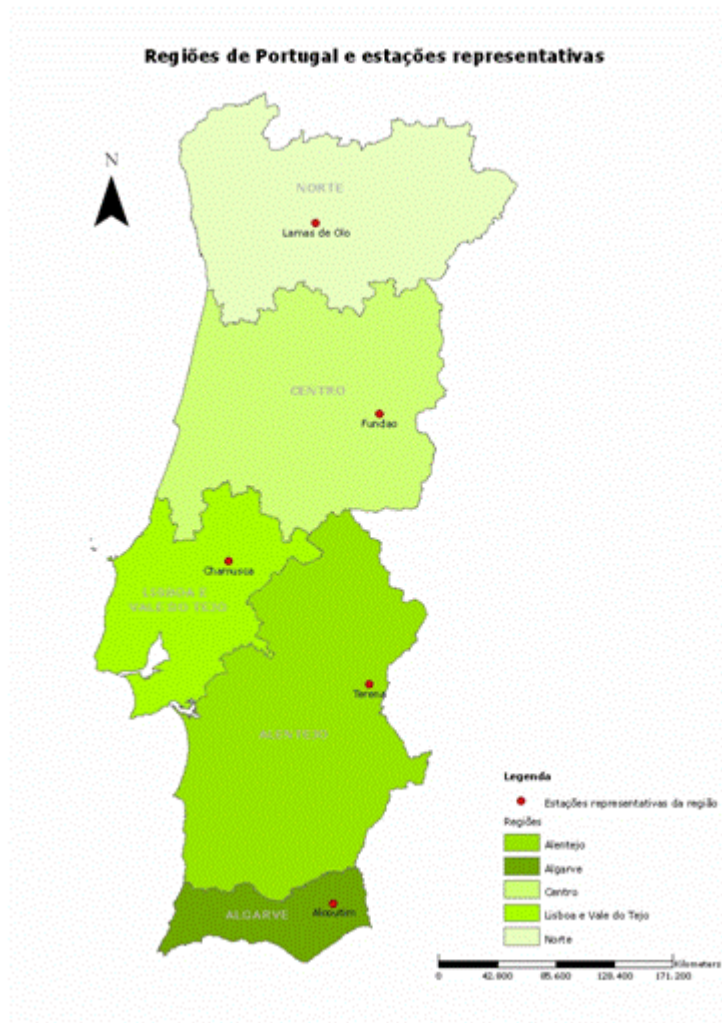 Regiões de Portugal e estações representativas
N
NORTE
Lamas de Olo
CENTRO
Fundao
Chamusca
LISBOA E
VALE DO TEJO
Terena
ALENTEJO
ALGARVE
Alcoutim
Legenda
Estações representativas da região
Regiões
Alentejo
Algarve
Centro
Lisboa e Vale do Tejo
Norte
Kilometers
0 42.800 85.600 128.400 171.200